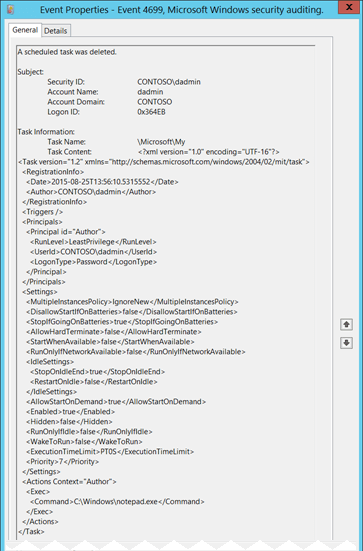 Event Properties - Event 4699, Microsoft Windows security auditing.
X
General Details
A scheduled task was deleted.
Subject:
Security ID: CONTOSO\dadmin
Account Name: dadmin
Account Domain: CONTOSO
Logon ID: 0x364EB
Task Information:
Task Name: \Microsoft\My
Task Content: <?xml version="1.0" encoding="UTF-16"?>
<Task version="1.2" xmlns="http://schemas.microsoft.com/windows/2004/02/mit/task">
<RegistrationInfo>
<Date>2015-08-25T13:56:10.5315552</Date>
<Author>CONTOSO\dadmin</Author>
</RegistrationInfo>
<Triggers />
<Principals>
<Principal id="Author">
<RunLevel>LeastPrivilege</RunLevel>
<UserId>CONTOSO\dadmin</UserId>
<LogonType>Password</LogonType>
</Principal>
</Principals>
<Settings>
<MultipleInstancesPolicy>IgnoreNew</MultipleInstancesPolicy>
<DisallowStartIfOnBatteries>false</DisallowStartIfOnBatteries>
<StopIfGoingOnBatteries>true</StopIfGoingOnBatteries>
<AllowHardTerminate>false</AllowHardTerminate>
<StartWhenAvailable>false</StartWhenAvailable>
<RunOnlyIfNetworkAvailable>false</RunOnlyIfNetworkAvailable>
<IdleSettings>
<StopOnIdleEnd>true</StopOnIdleEnd>
<RestartOnIdle>false</RestartOnIdle>
</IdleSettings>
<AllowStartOnDemand>true</AllowStartOnDemand>
<Enabled>true</Enabled>
<Hidden>false</Hidden>
<RunOnlyIfIdle>false</RunOnlyIfIdle>
<WakeToRun>false</WakeToRun>
<ExecutionTimeLimit>PT0S</ExecutionTimeLimit>
<Priority>7</Priority>
</Settings>
<Actions Context="Author">
<Exec>
<Command>C:\Windows\notepad.exe</Command>
</Exec>
</Actions>
</Task>